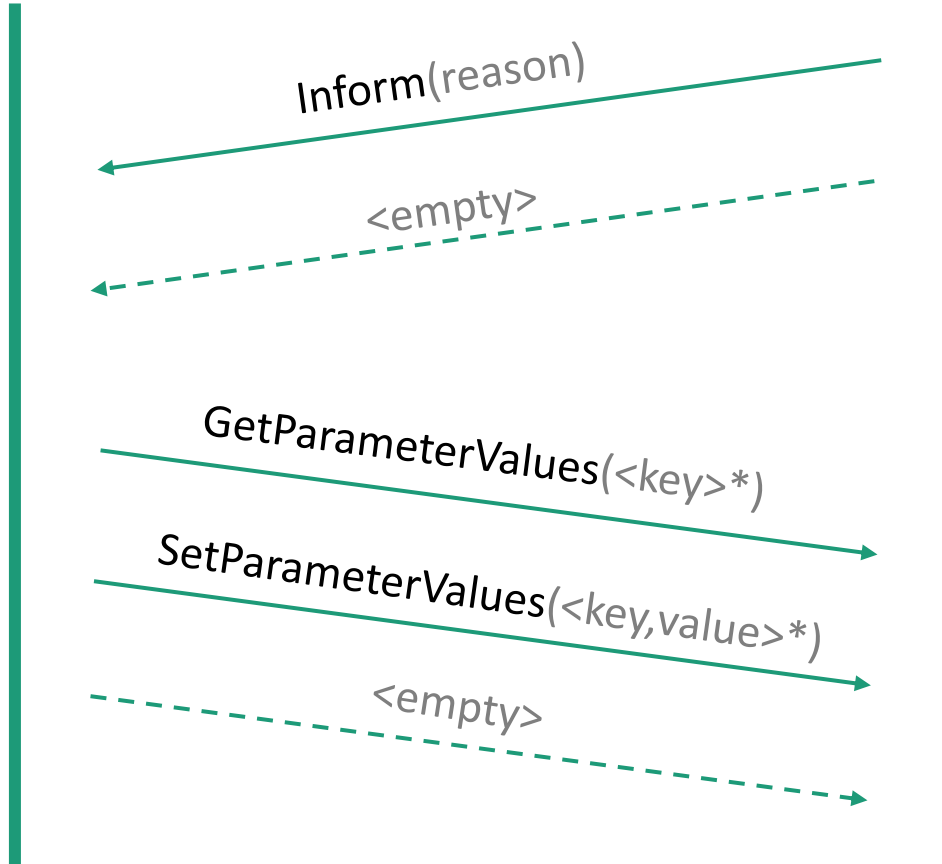 Inform(reason)
<empty>
GetParameterValues(<key>*)
SetParameterValues(<key,value>*)
<empty>